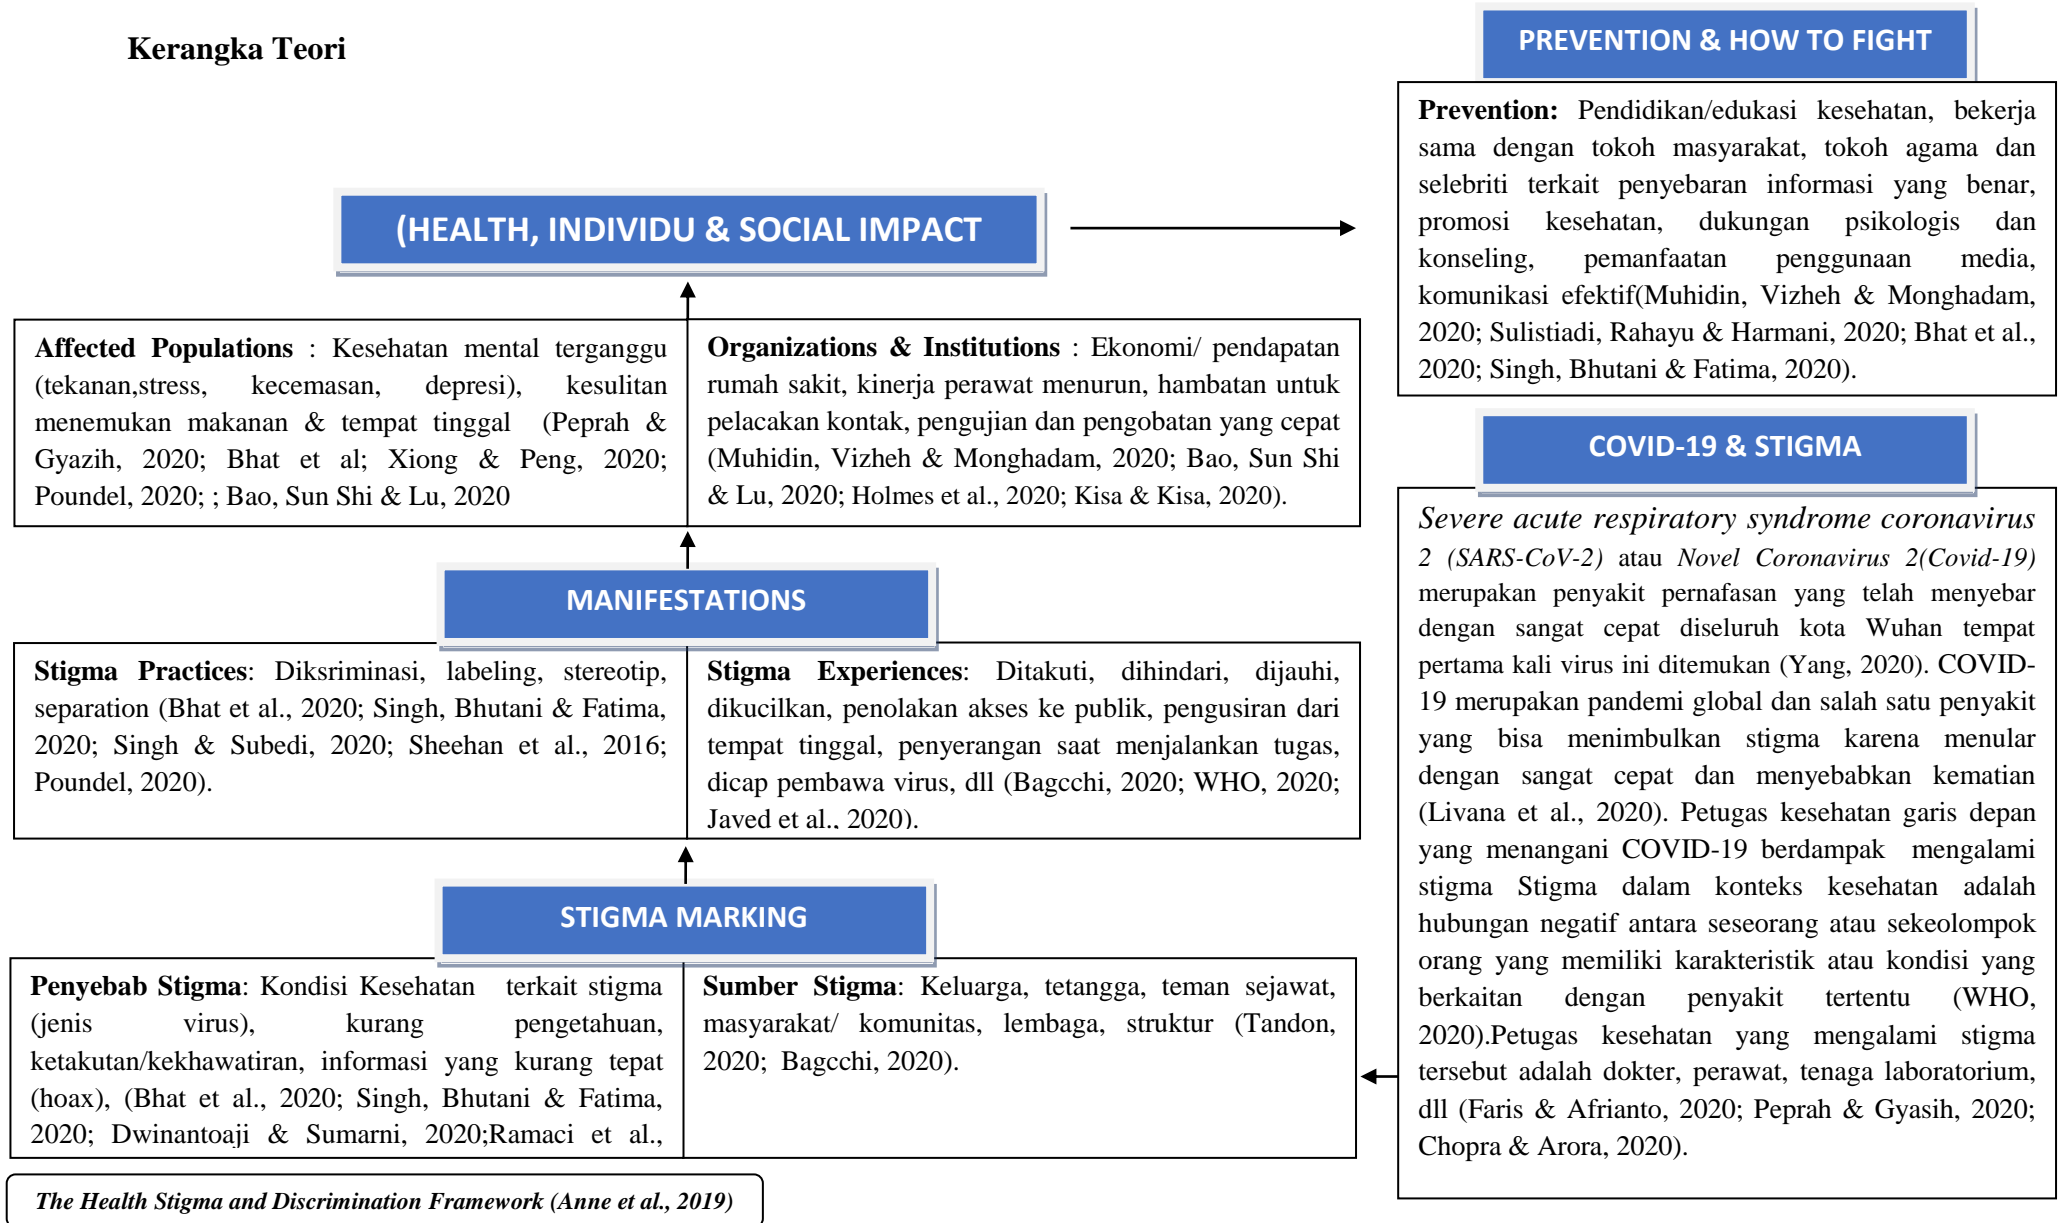 Kerangka Teori
PREVENTION & HOW TO FIGHT
Prevention: Pendidikan/edukasi kesehatan, bekerja
sama dengan tokoh masyarakat, tokoh agama dan
selebriti terkait penyebaran informasi yang benar,
promosi kesehatan, dukungan psikologis dan
konseling, pemanfaatan penggunaan media,
komunikasi efektif(Muhidin, Vizheh & Monghadam,
2020; Sulistiadi, Rahayu & Harmani, 2020; Bhat et al.,
2020; Singh, Bhutani & Fatima, 2020).
(HEALTH, INDIVIDU & SOCIAL IMPACT
Affected Populations : Kesehatan mental terganggu
(tekanan,stress, kecemasan, depresi), kesulitan
menemukan makanan & tempat tinggal (Peprah &
Gyazih, 2020; Bhat et al; Xiong & Peng, 2020;
Poundel, 2020; ; Bao, Sun Shi & Lu, 2020
Organizations & Institutions : Ekonomi/ pendapatan
rumah sakit, kinerja perawat menurun, hambatan untuk
pelacakan kontak, pengujian dan pengobatan yang cepat
(Muhidin, Vizheh & Monghadam, 2020; Bao, Sun Shi
& Lu, 2020; Holmes et al., 2020; Kisa & Kisa, 2020).
MANIFESTATIONS
Stigma Practices: Diksriminasi, labeling, stereotip,
separation (Bhat et al., 2020; Singh, Bhutani & Fatima,
2020; Singh & Subedi, 2020; Sheehan et al., 2016;
Poundel, 2020).
Stigma Experiences: Ditakuti, dihindari, dijauhi,
dikucilkan, penolakan akses ke publik, pengusiran dari
tempat tinggal, penyerangan saat menjalankan tugas,
dicap pembawa virus, dll (Bagcchi, 2020; WHO, 2020;
Javed et al., 2020).
STIGMA MARKING
Penyebab Stigma: Kondisi Kesehatan terkait stigma
(jenis virus), kurang pengetahuan,
ketakutan/kekhawatiran, informasi yang kurang tepat
(hoax), (Bhat et al., 2020; Singh, Bhutani & Fatima,
2020; Dwinantoaji & Sumarni, 2020;Ramaci et al.,
Sumber Stigma: Keluarga, tetangga, teman sejawat,
masyarakat/ komunitas, lembaga, struktur (Tandon,
2020; Bagcchi, 2020).
COVID-19 & STIGMA
Severe acute respiratory syndrome coronavirus
2 (SARS-CoV-2) atau Novel Coronavirus 2(Covid-19)
merupakan penyakit pernafasan yang telah menyebar
dengan sangat cepat diseluruh kota Wuhan tempat
pertama kali virus ini ditemukan (Yang, 2020). COVID-
19 merupakan pandemi global dan salah satu penyakit
yang bisa menimbulkan stigma karena menular
dengan sangat cepat dan menyebabkan kematian
(Livana et al., 2020). Petugas kesehatan garis depan
yang menangani COVID-19 berdampak mengalami
stigma Stigma dalam konteks kesehatan adalah
hubungan negatif antara seseorang atau sekeolompok
orang yang memiliki karakteristik atau kondisi yang
berkaitan dengan penyakit tertentu (WHO,
2020).Petugas kesehatan yang mengalami stigma
tersebut adalah dokter, perawat, tenaga laboratorium,
dll (Faris & Afrianto, 2020; Peprah & Gyasih, 2020;
Chopra & Arora, 2020).
The Health Stigma and Discrimination Framework (Anne et al., 2019)